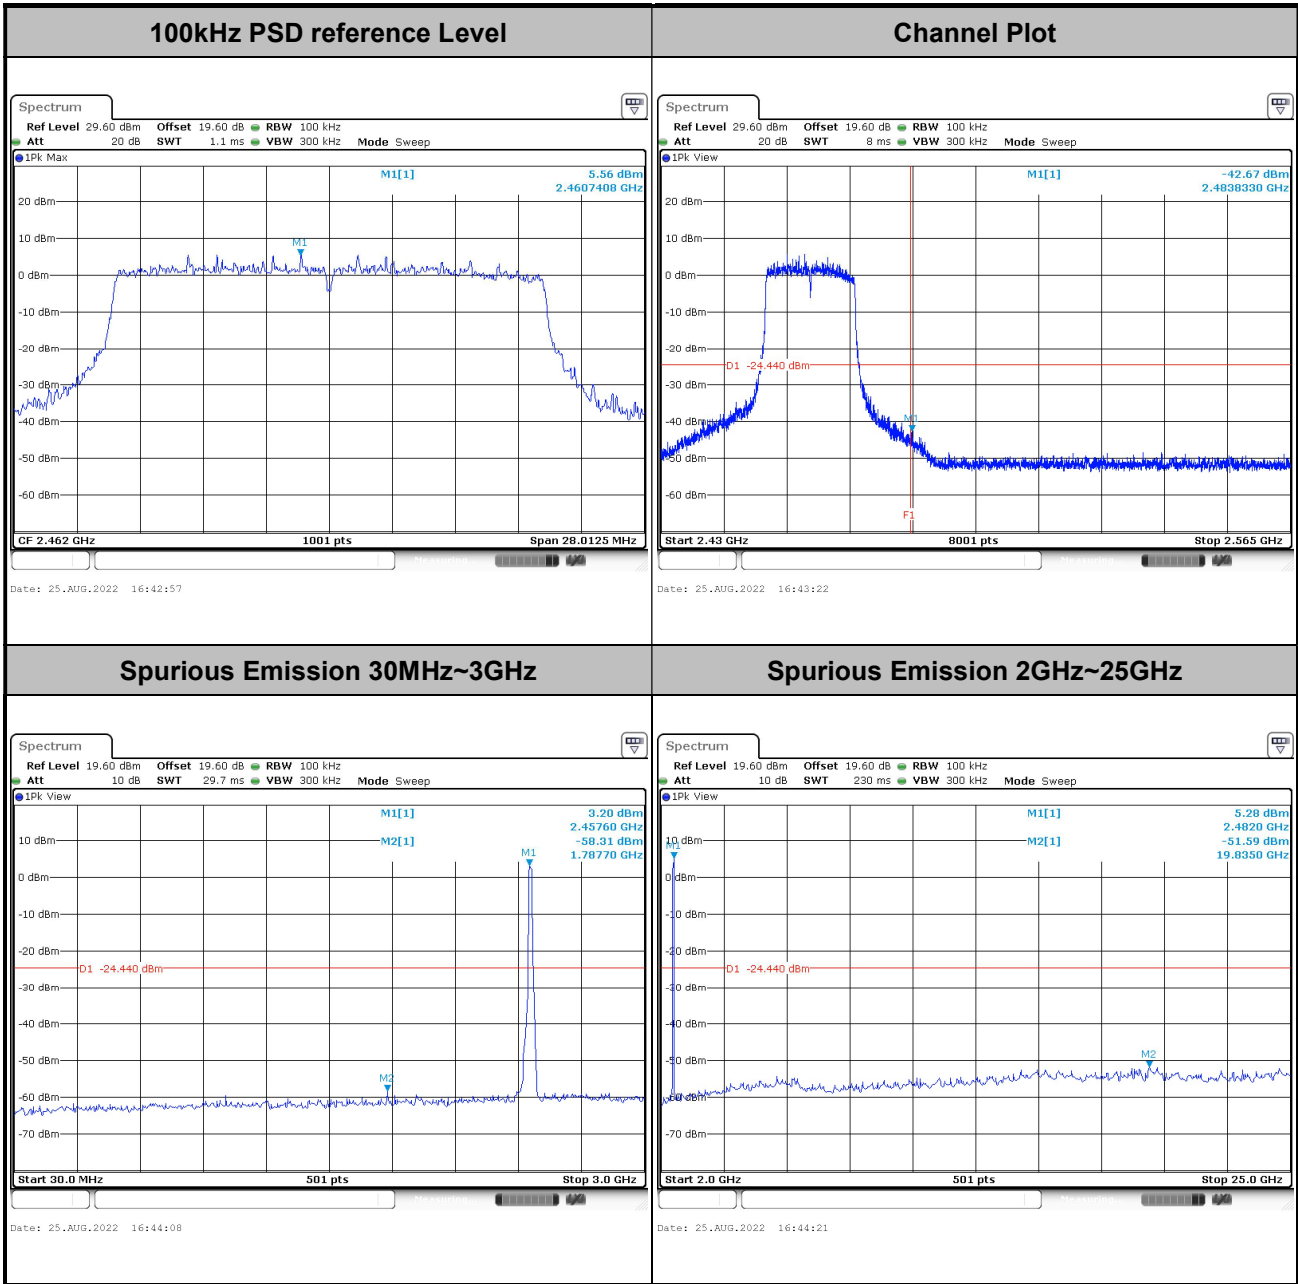 100kHz PSD reference Level
Spectrum
Ref Level 29.60 dBm Offset 19.60 dB RBW 100 kHz
Att 20 dB SWT 1.1 ms VBW 300 kHz Mode Sweep
1Pk Max
M1[1] 5.56 dBm
2.4607408 GHz
20 dBm
10 dBm
M1
0 dBm
-10 dBm
-20 dBm
-30 dBm
-40 dBm
-50 dBm
-60 dBm
CF 2.462 GHz 1001 pts Span 28.0125 MHz
Measuring
Date: 25.AUG.2022 16:42:57
Channel Plot
Spectrum
Ref Level 29.60 dBm Offset 19.60 dB RBW 100 kHz
Att 20 dB SWT 8 ms VBW 300 kHz Mode Sweep
1Pk View
M1[1] -42.67 dBm
2.4838330 GHz
20 dBm
10 dBm
0 dBm
-10 dBm
-20 dBm
D1 -24.440 dBm
-30 dBm
-40 dBm
M1
-50 dBm
-60 dBm
F1
Start 2.43 GHz 8001 pts Stop 2.565 GHz
Measuring
Date: 25.AUG.2022 16:43:22
Spurious Emission 30MHz~3GHz
Spectrum
Ref Level 19.60 dBm Offset 19.60 dB RBW 100 kHz
Att 10 dB SWT 29.7 ms VBW 300 kHz Mode Sweep
1Pk View
M1[1] 3.20 dBm
2.45760 GHz
10 dBm
M2[1] -58.31 dBm
1.78770 GHz
M1
0 dBm
-10 dBm
-20 dBm
D1 -24.440 dBm
-30 dBm
-40 dBm
-50 dBm
M2
-60 dBm
-70 dBm
Start 30.0 MHz 501 pts Stop 3.0 GHz
Measuring
Date: 25.AUG.2022 16:44:08
Spurious Emission 2GHz~25GHz
Spectrum
Ref Level 19.60 dBm Offset 19.60 dB RBW 100 kHz
Att 10 dB SWT 230 ms VBW 300 kHz Mode Sweep
1Pk View
M1[1] 5.28 dBm
2.4820 GHz
10 dBm
M2[1] -51.59 dBm
19.8350 GHz
M1
0 dBm
-10 dBm
-20 dBm
D1 -24.440 dBm
-30 dBm
-40 dBm
-50 dBm
M2
-60 dBm
-70 dBm
Start 2.0 GHz 501 pts Stop 25.0 GHz
Measuring
Date: 25.AUG.2022 16:44:21